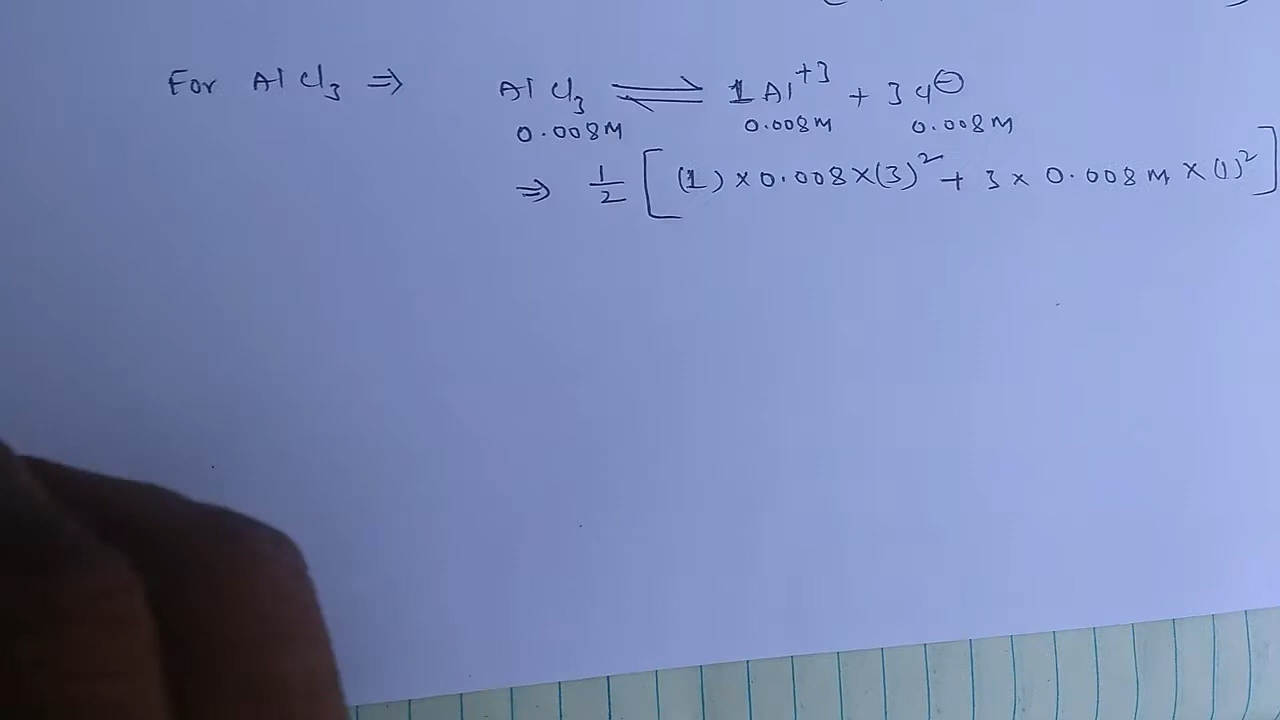 For AlCl3 ⇒ AlCl3 ⇌ 1Al+3 + 3Cl⊖
0.008M 0.008M 0.008M
⇒ 1/2 [(1) × 0.008 × (3)² + 3 × 0.008M × (1)²]